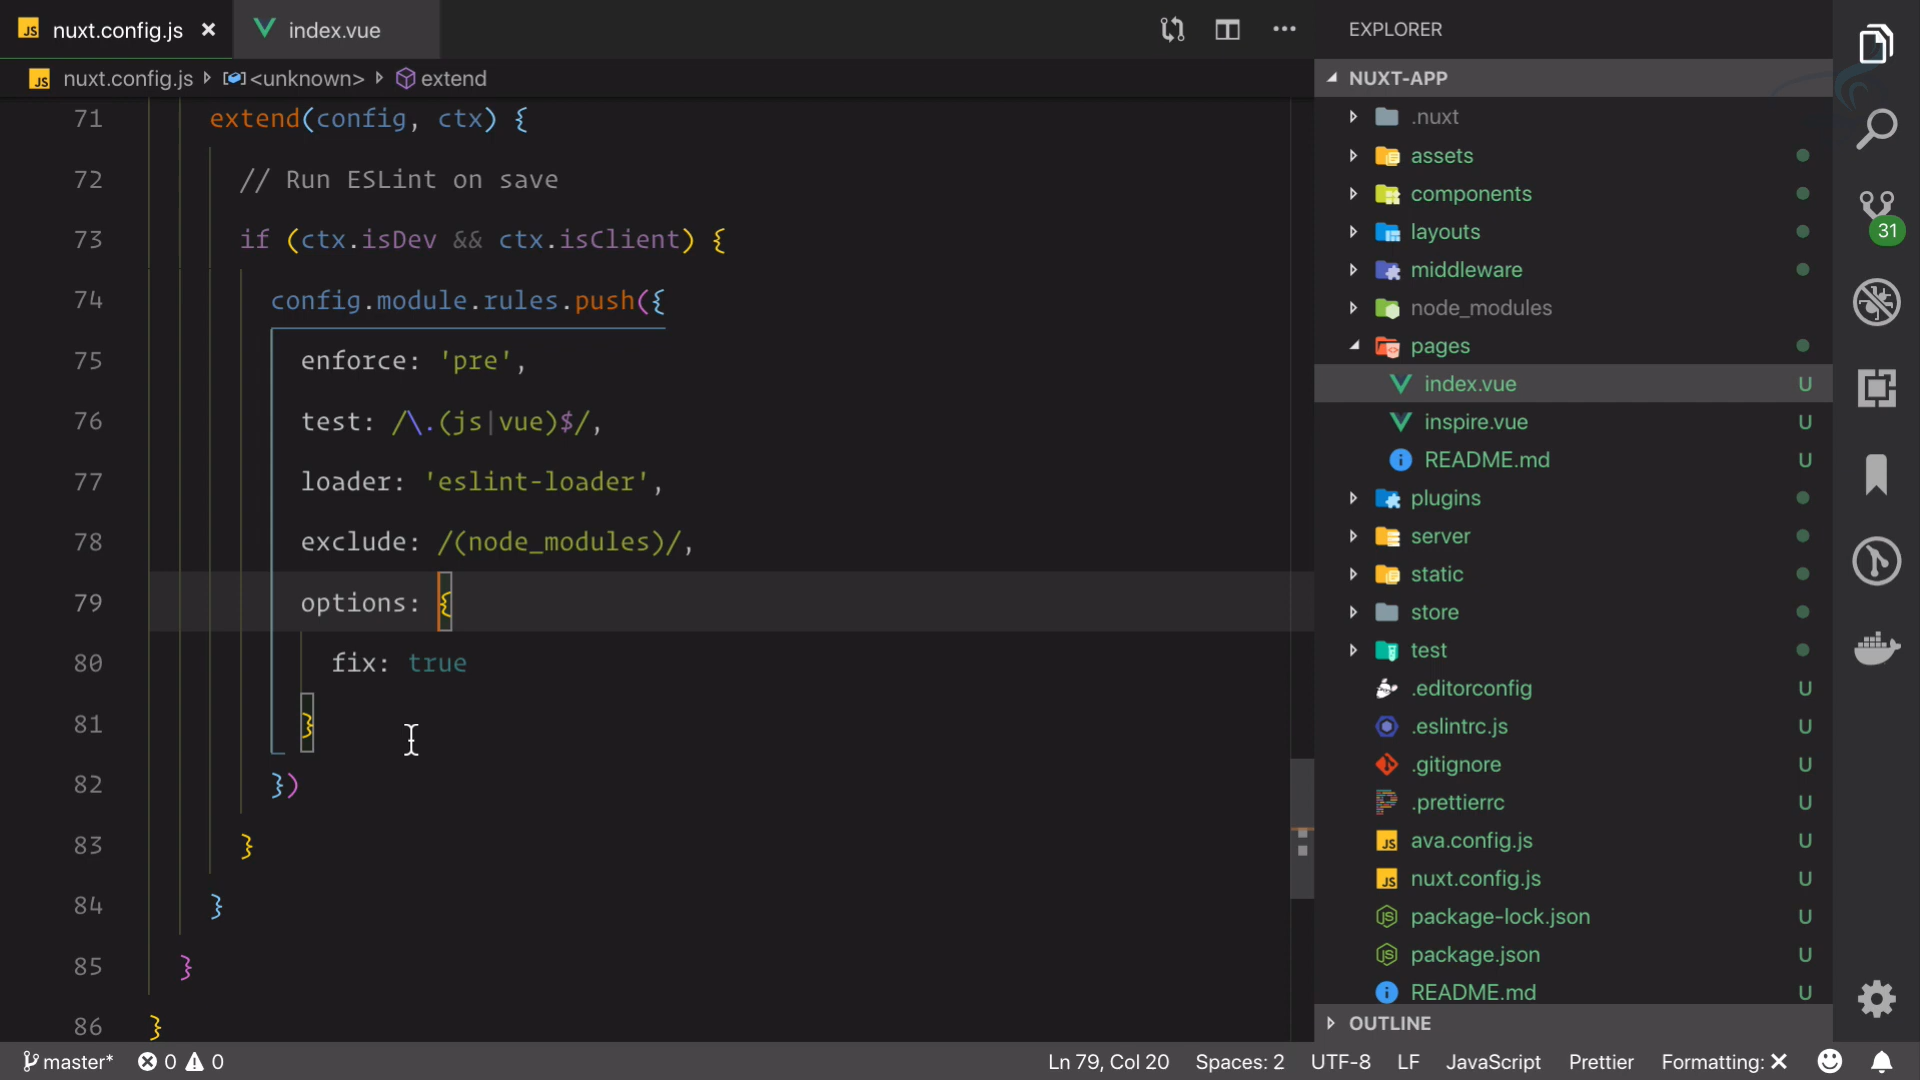 nuxt.config.js
index.vue
EXPLORER
nuxt.config.js
<unknown>
extend
71 extend(config, ctx) {
72 // Run ESLint on save
73 if (ctx.isDev && ctx.isClient) {
74 config.module.rules.push({
75 enforce: 'pre',
76 test: /\.(js|vue)$/,
77 loader: 'eslint-loader',
78 exclude: /(node_modules)/,
79 options: {
80 fix: true
81 }
82 })
83 }
84 }
85 }
86 }
NUXT-APP
.nuxt
assets
components
layouts
middleware
node_modules
pages
index.vue U
inspire.vue U
README.md U
plugins
server
static
store
test
.editorconfig U
.eslintrc.js U
.gitignore U
.prettierrc U
ava.config.js U
nuxt.config.js U
package-lock.json U
package.json U
README.md U
OUTLINE
31
master* 0 0
Ln 79, Col 20
Spaces: 2
UTF-8
LF
JavaScript
Prettier
Formatting: ✕